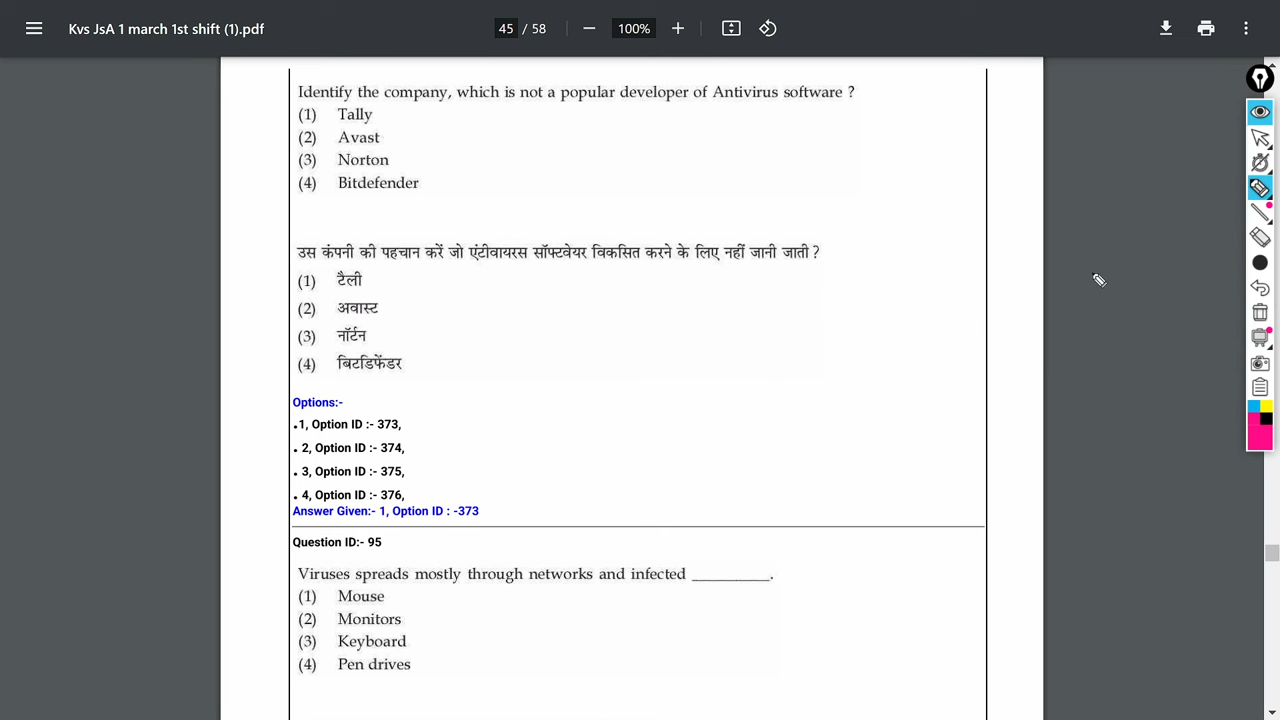 Kvs JsA 1 march 1st shift (1).pdf
45 / 58
100%
Identify the company, which is not a popular developer of Antivirus software ?
(1) Tally
(2) Avast
(3) Norton
(4) Bitdefender
उस कंपनी की पहचान करें जो एंटीवायरस सॉफ्टवेयर विकसित करने के लिए नहीं जानी जाती ?
(1) टैली
(2) अवास्ट
(3) नॉर्टन
(4) बिटडिफेंडर
Options:-
.1, Option ID :- 373,
. 2, Option ID :- 374,
. 3, Option ID :- 375,
. 4, Option ID :- 376,
Answer Given:- 1, Option ID : -373
Question ID:- 95
Viruses spreads mostly through networks and infected __________.
(1) Mouse
(2) Monitors
(3) Keyboard
(4) Pen drives